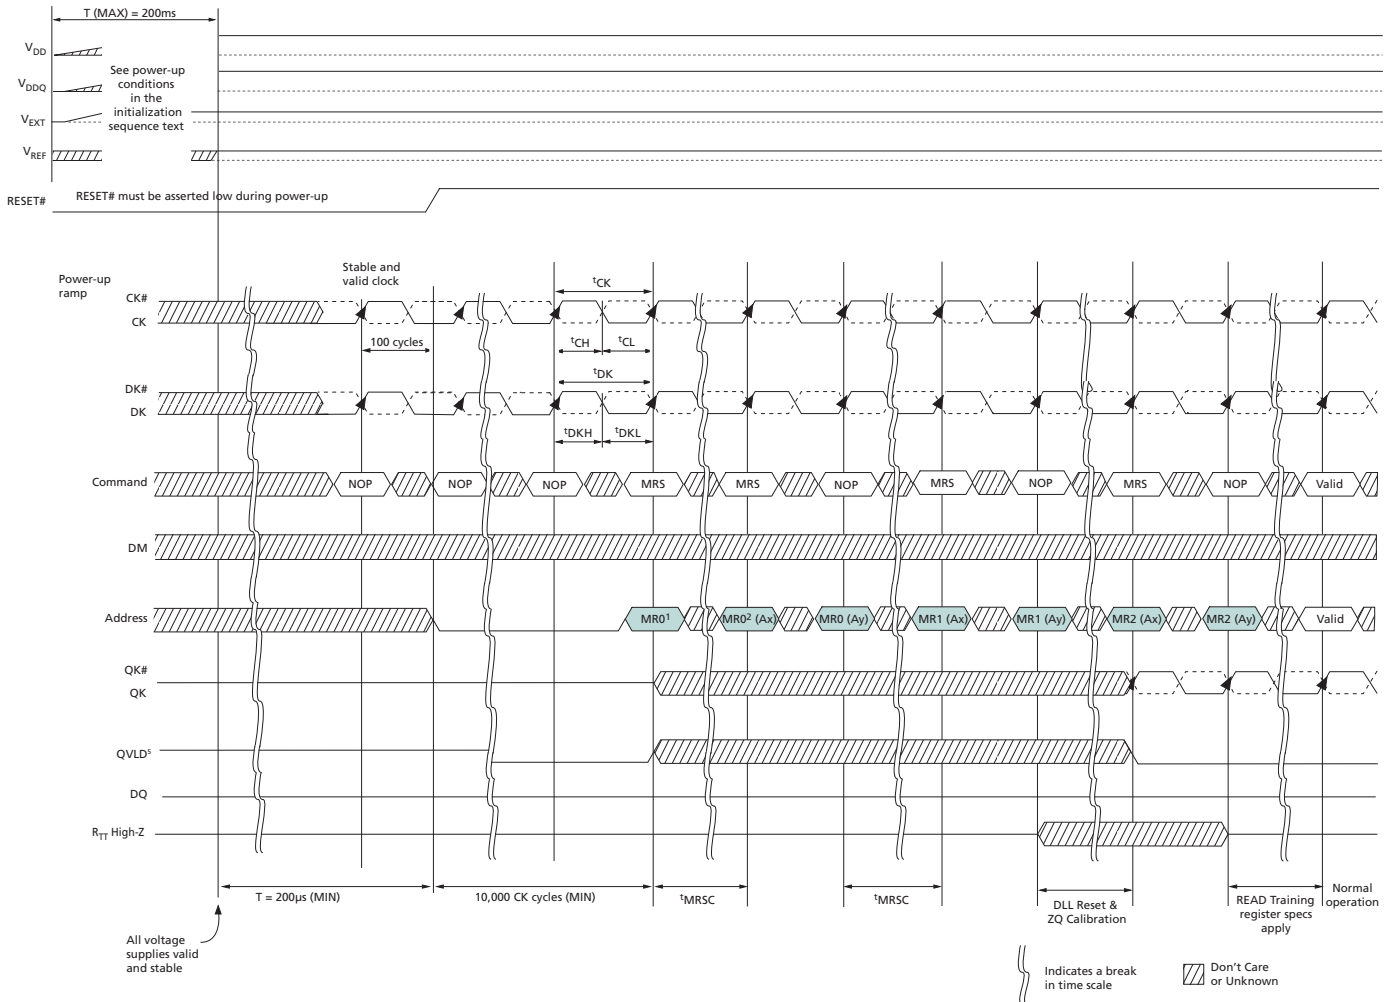 T (MAX) = 200ms
VDD
VDDQ
VEXT
VREF
See power-up
conditions
in the
initialization
sequence text
RESET#
RESET# must be asserted low during power-up
Power-up
ramp
Stable and
valid clock
tCK
CK#
CK
100 cycles
tCH
tCL
tDK
DK#
DK
tDKH
tDKL
Command
NOP
NOP
NOP
MRS
MRS
NOP
MRS
NOP
MRS
NOP
Valid
DM
Address
MR0¹
MR0² (Ax)
MR0 (Ay)
MR1 (Ax)
MR1 (Ay)
MR2 (Ax)
MR2 (Ay)
Valid
QK#
QK
QVLD⁵
DQ
RTT High-Z
T = 200µs (MIN)
10,000 CK cycles (MIN)
tMRSC
tMRSC
DLL Reset &
ZQ Calibration
READ Training
register specs
apply
Normal
operation
All voltage
supplies valid
and stable
Indicates a break
in time scale
Don't Care
or Unknown